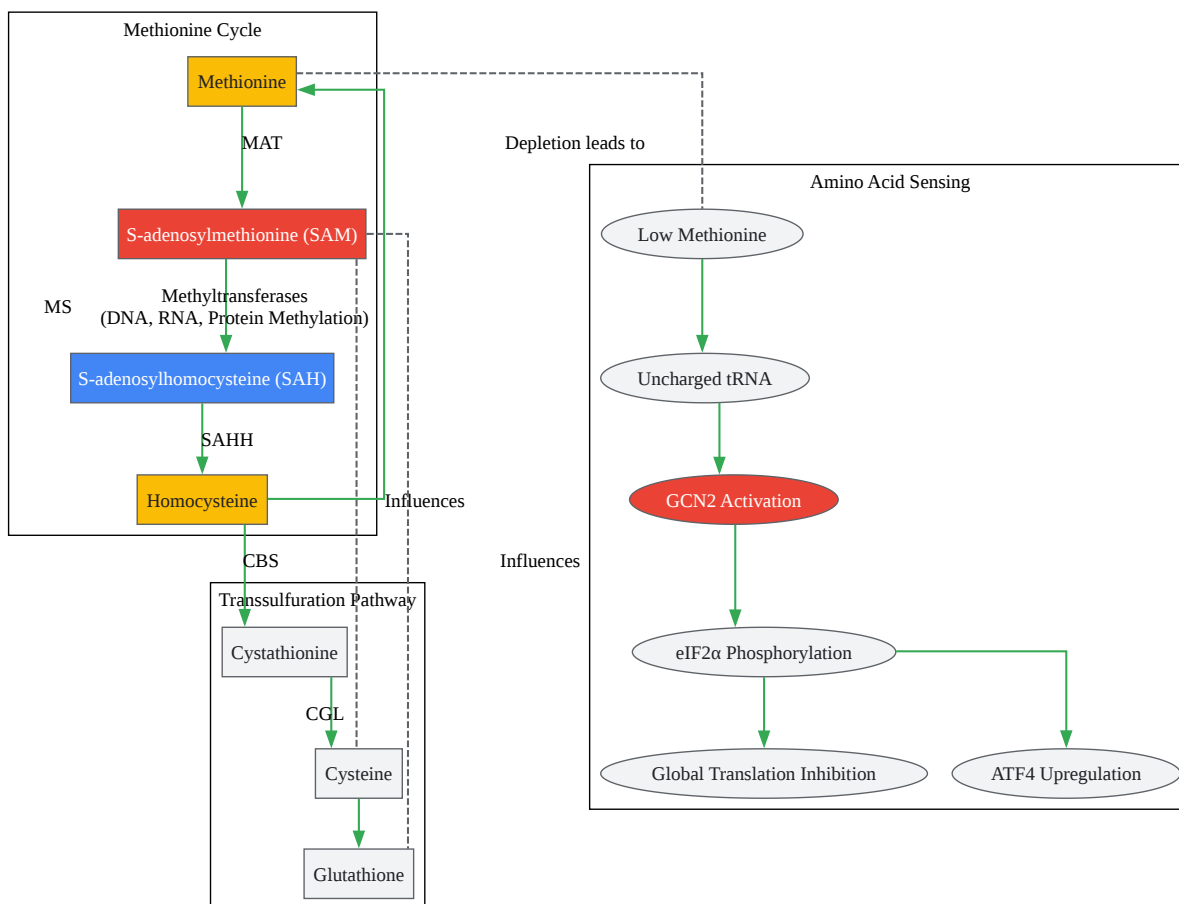 Methionine Cycle
Methionine
MAT
S-adenosylmethionine (SAM)
MS
Methyltransferases
(DNA, RNA, Protein Methylation)
S-adenosylhomocysteine (SAH)
SAHH
Homocysteine
Influences
CBS
Transsulfuration Pathway
Cystathionine
CGL
Cysteine
Glutathione
Depletion leads to
Influences
Amino Acid Sensing
Low Methionine
Uncharged tRNA
GCN2 Activation
eIF2α Phosphorylation
Global Translation Inhibition
ATF4 Upregulation